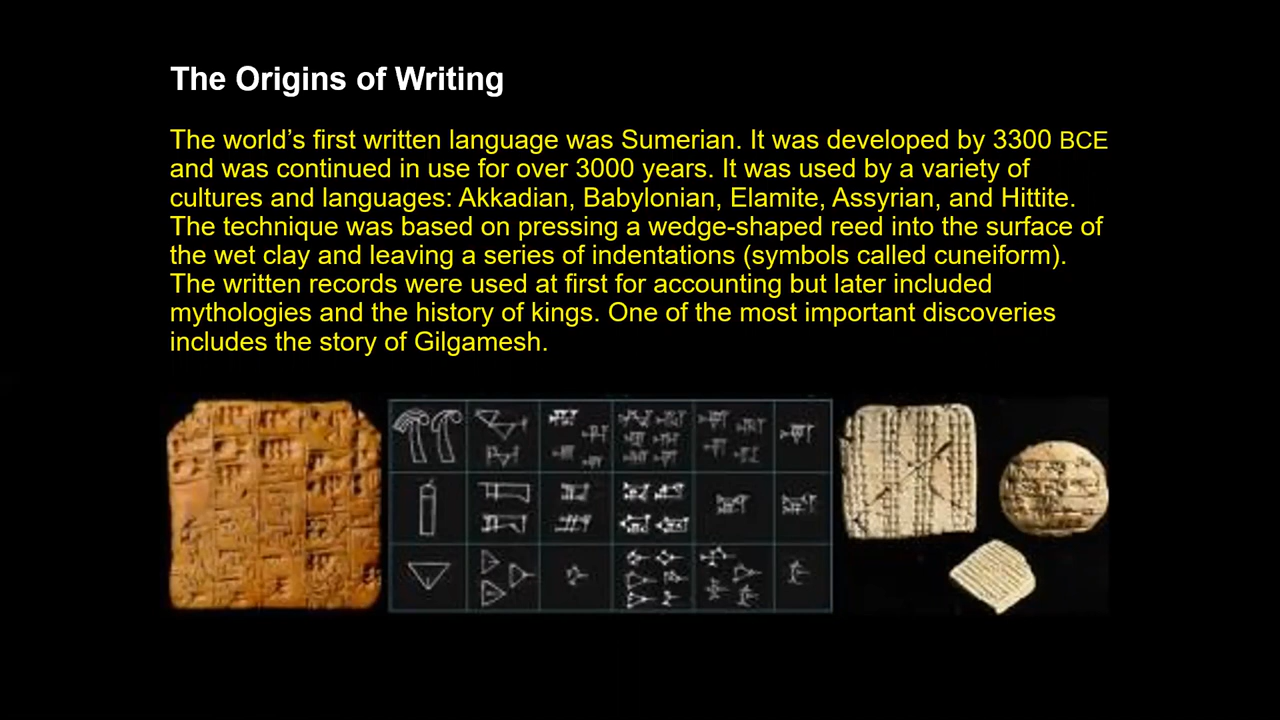 The Origins of Writing
The world’s first written language was Sumerian. It was developed by 3300 BCE
and was continued in use for over 3000 years. It was used by a variety of
cultures and languages: Akkadian, Babylonian, Elamite, Assyrian, and Hittite.
The technique was based on pressing a wedge-shaped reed into the surface of
the wet clay and leaving a series of indentations (symbols called cuneiform).
The written records were used at first for accounting but later included
mythologies and the history of kings. One of the most important discoveries
includes the story of Gilgamesh.